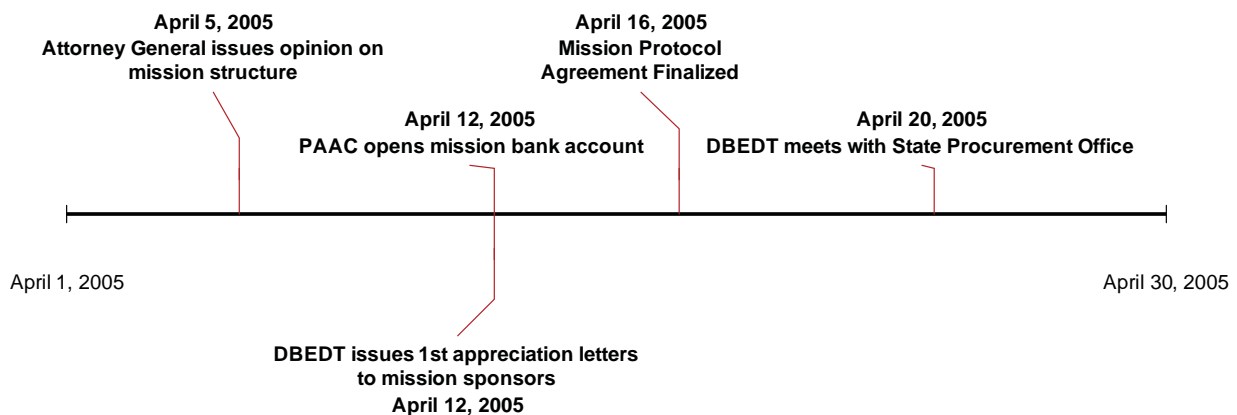 April 5, 2005
Attorney General issues opinion on
mission structure
April 16, 2005
Mission Protocol
Agreement Finalized
April 12, 2005
PAAC opens mission bank account
April 20, 2005
DBEDT meets with State Procurement Office
April 1, 2005
April 30, 2005
DBEDT issues 1st appreciation letters
to mission sponsors
April 12, 2005